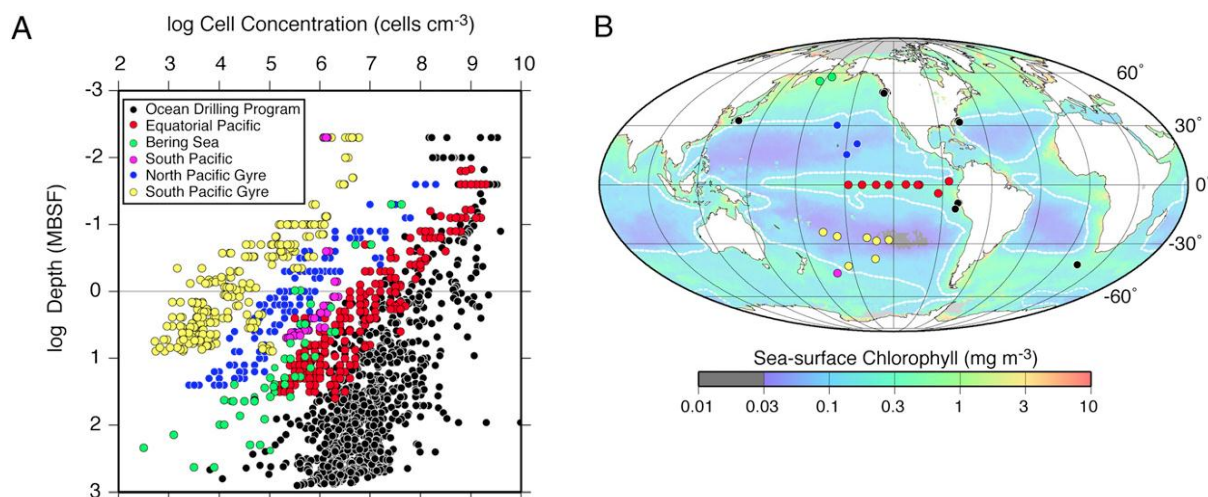 A
log Cell Concentration (cells cm-3)
2 3 4 5 6 7 8 9 10
-3
-2
-1
0
1
2
3
log Depth (MBSF)
Ocean Drilling Program
Equatorial Pacific
Bering Sea
South Pacific
North Pacific Gyre
South Pacific Gyre
B
60°
30°
0°
-30°
-60°
Sea-surface Chlorophyll (mg m-3)
0.01 0.03 0.1 0.3 1 3 10